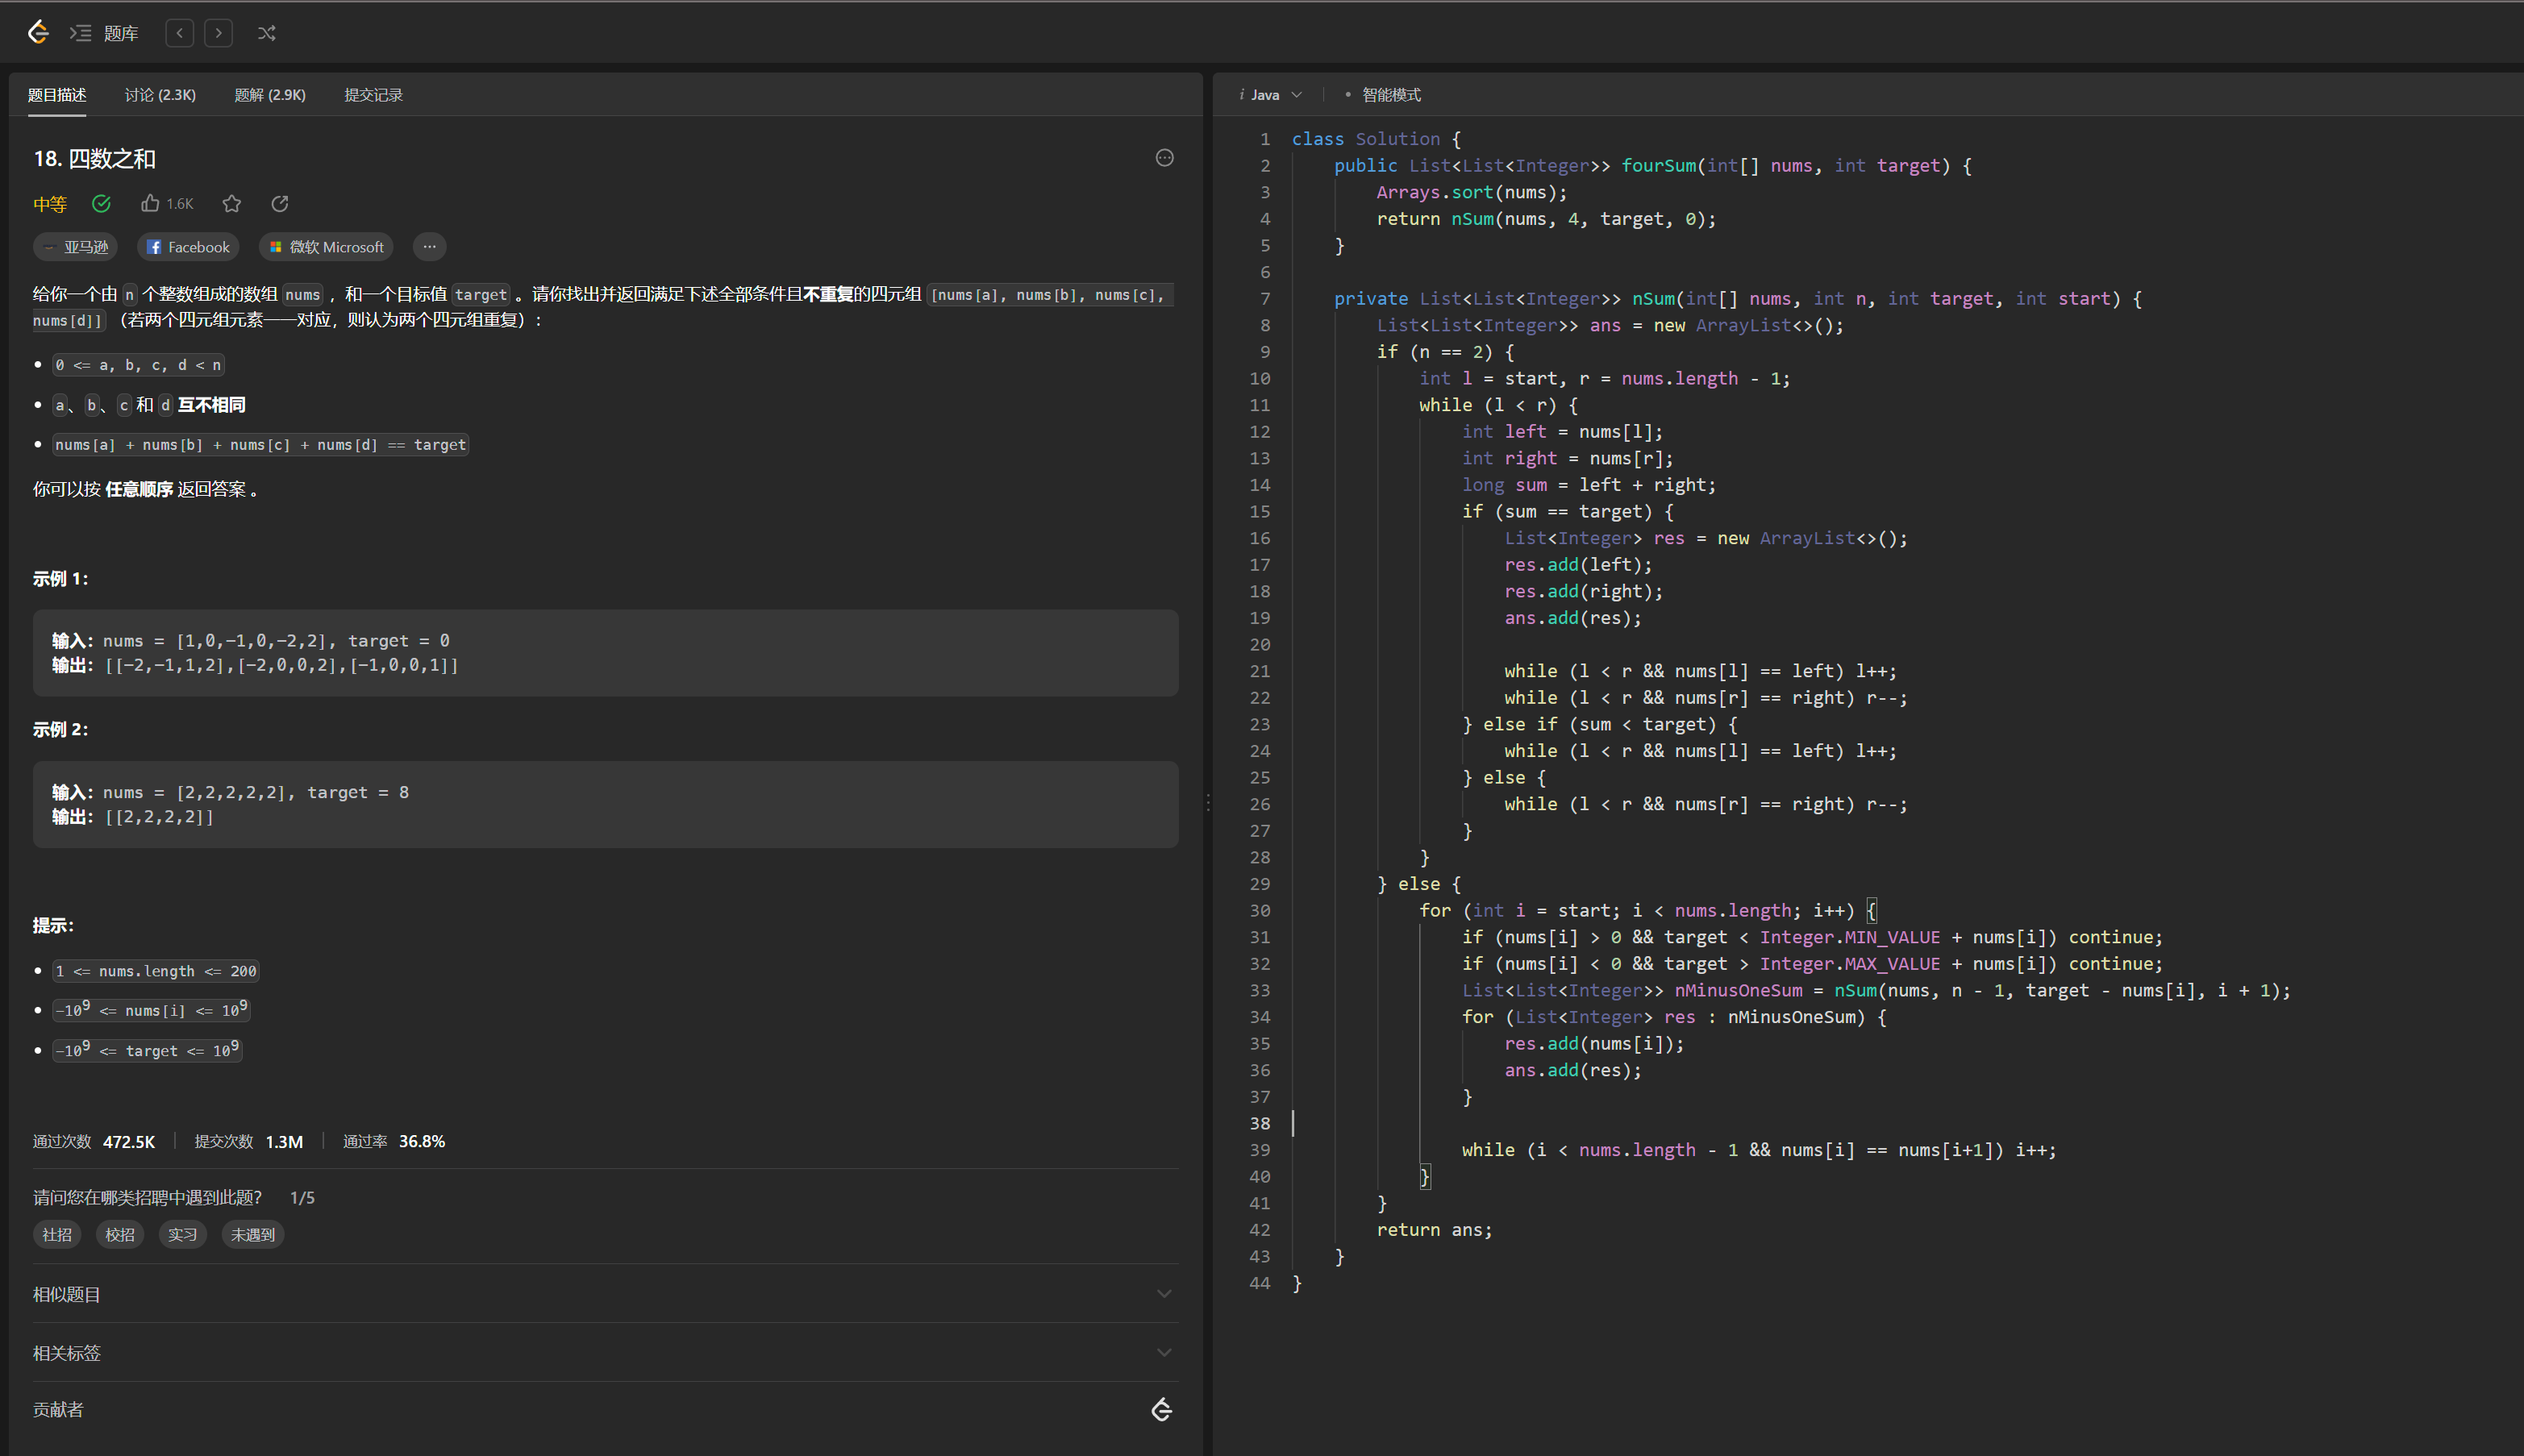 题库
题目描述 讨论 (2.3K) 题解 (2.9K) 提交记录
18. 四数之和
中等 1.6K
亚马逊 Facebook 微软 Microsoft ...
给你一个由 n 个整数组成的数组 nums ，和一个目标值 target 。请你找出并返回满足下述全部条件且不重复的四元组 [nums[a], nums[b], nums[c],
nums[d]] （若两个四元组元素一一对应，则认为两个四元组重复）：
• 0 <= a, b, c, d < n
• a、b、c 和 d 互不相同
• nums[a] + nums[b] + nums[c] + nums[d] == target
你可以按 任意顺序 返回答案 。
示例 1：
输入：nums = [1,0,-1,0,-2,2], target = 0
输出：[[-2,-1,1,2],[-2,0,0,2],[-1,0,0,1]]
示例 2：
输入：nums = [2,2,2,2,2], target = 8
输出：[[2,2,2,2]]
提示：
• 1 <= nums.length <= 200
• -10⁹ <= nums[i] <= 10⁹
• -10⁹ <= target <= 10⁹
通过次数 472.5K 提交次数 1.3M 通过率 36.8%
请问您在哪类招聘中遇到此题？ 1/5
社招 校招 实习 未遇到
相似题目
相关标签
贡献者
i Java • 智能模式
1 class Solution {
2     public List<List<Integer>> fourSum(int[] nums, int target) {
3         Arrays.sort(nums);
4         return nSum(nums, 4, target, 0);
5     }
6
7     private List<List<Integer>> nSum(int[] nums, int n, int target, int start) {
8         List<List<Integer>> ans = new ArrayList<>();
9         if (n == 2) {
10             int l = start, r = nums.length - 1;
11             while (l < r) {
12                 int left = nums[l];
13                 int right = nums[r];
14                 long sum = left + right;
15                 if (sum == target) {
16                     List<Integer> res = new ArrayList<>();
17                     res.add(left);
18                     res.add(right);
19                     ans.add(res);
20
21                     while (l < r && nums[l] == left) l++;
22                     while (l < r && nums[r] == right) r--;
23                 } else if (sum < target) {
24                     while (l < r && nums[l] == left) l++;
25                 } else {
26                     while (l < r && nums[r] == right) r--;
27                 }
28             }
29         } else {
30             for (int i = start; i < nums.length; i++) {
31                 if (nums[i] > 0 && target < Integer.MIN_VALUE + nums[i]) continue;
32                 if (nums[i] < 0 && target > Integer.MAX_VALUE + nums[i]) continue;
33                 List<List<Integer>> nMinusOneSum = nSum(nums, n - 1, target - nums[i], i + 1);
34                 for (List<Integer> res : nMinusOneSum) {
35                     res.add(nums[i]);
36                     ans.add(res);
37                 }
38
39                 while (i < nums.length - 1 && nums[i] == nums[i+1]) i++;
40             }
41         }
42         return ans;
43     }
44 }